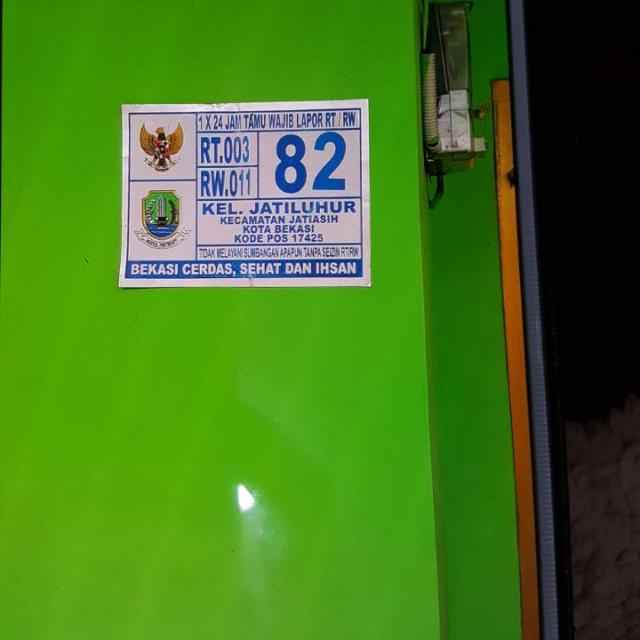 1 X 24 JAM TAMU WAJIB LAPOR RT / RW
RT.003
RW.011
82
KEL. JATILUHUR
KECAMATAN JATIASIH
KOTA BEKASI
KODE POS 17425
TIDAK MELAYANI SUMBANGAN APAPUN TANPA SEIZIN RT/RW
BEKASI CERDAS, SEHAT DAN IHSAN